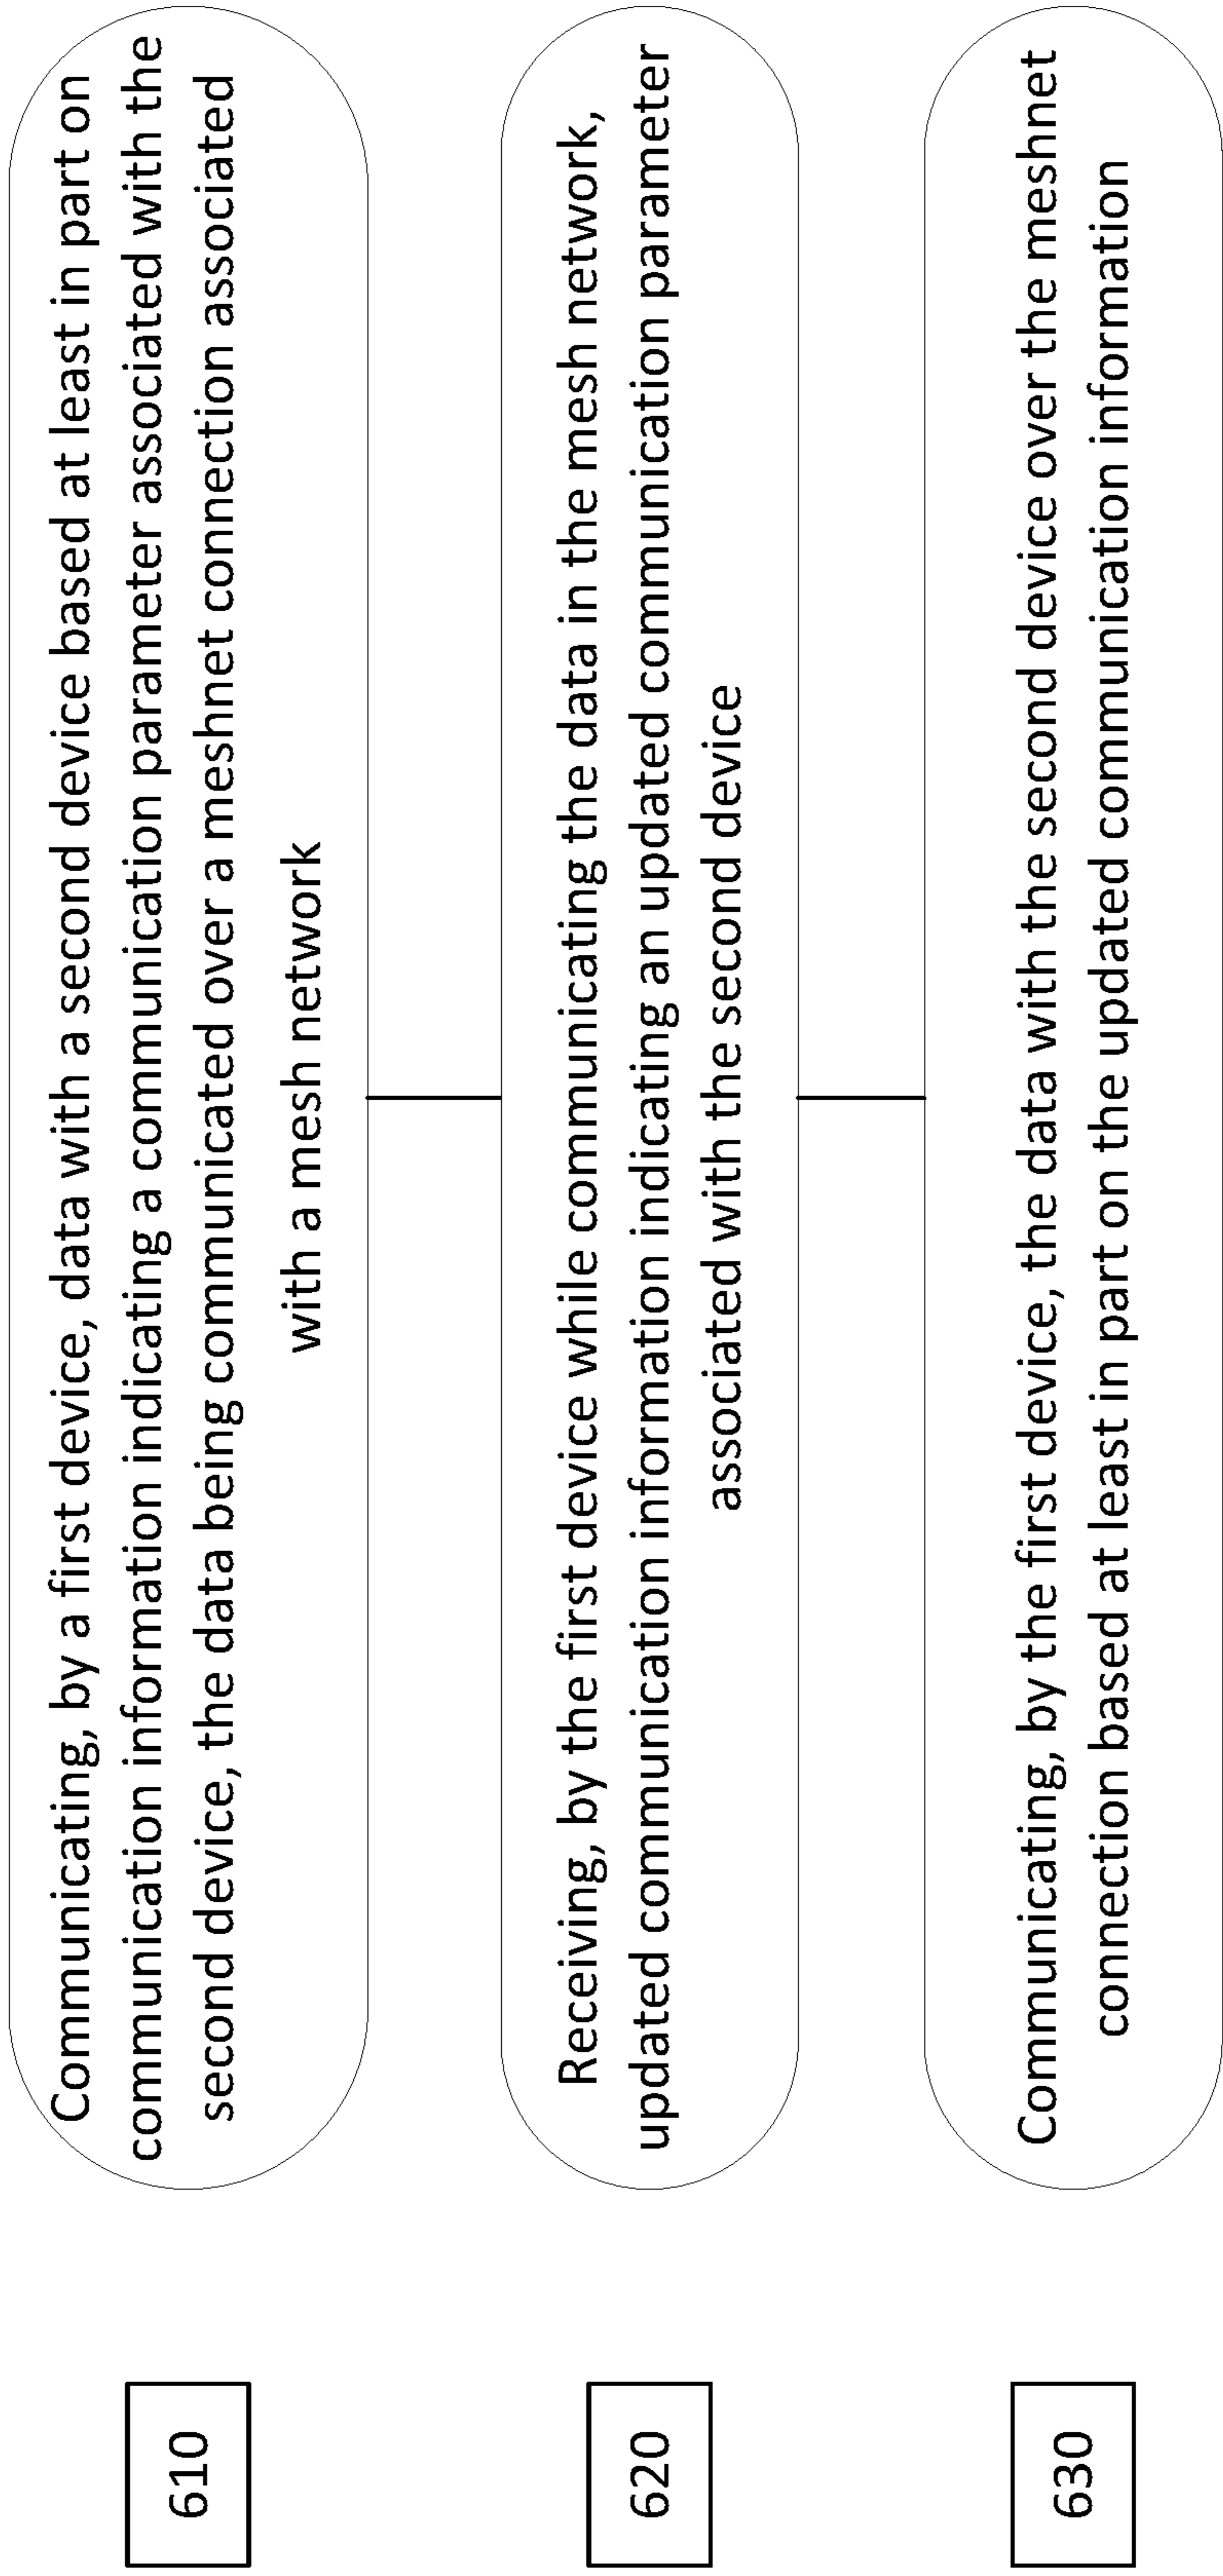 610
Communicating, by a first device, data with a second device based at least in part on
communication information indicating a communication parameter associated with the
second device, the data being communicated over a meshnet connection associated
with a mesh network
620
Receiving, by the first device while communicating the data in the mesh network,
updated communication information indicating an updated communication parameter
associated with the second device
630
Communicating, by the first device, the data with the second device over the meshnet
connection based at least in part on the updated communication information